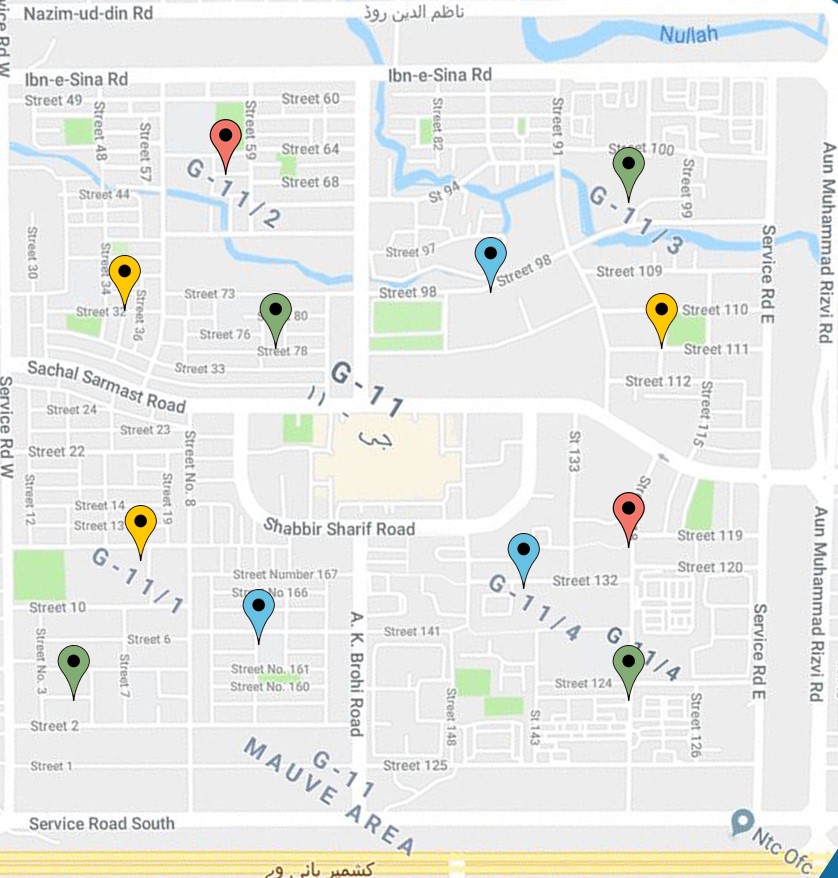 Nazim-ud-din Rd
ناظم الدین روڈ
Nullah
Ibn-e-Sina Rd
Ibn-e-Sina Rd
Street 49
Street 60
Street 48
Street 57
Street 59
Street 82
Street 91
Street 64
Street 100
Street 68
Street 99
Street 44
G-11/2
St 94
G-11/3
Aun Muhammad Rizvi Rd
Service Rd E
Street 30
Street 34
Street 97
Street 98
Street 109
Street 73
Street 98
Street 32
Street 36
80
Street 110
Street 76
Street 78
Street 111
Street 33
Sachal Sarmast Road
G-11
جی - ۱۱
Street 112
Street 115
Service Rd W
Street 24
Street 23
Street 22
Street No. 8
St 133
Street 12
Street 14
Street 19
Street 13
Shabbir Sharif Road
Street 119
Aun Muhammad Rizvi Rd
G-11/1
Street Number 167
Street 132
Street 120
G-11/4
Street 10
No 166
Street 141
G-11/4
Service Rd E
Street No. 3
Street 6
Street 7
A. K. Brohi Road
Street No. 161
Street No. 160
Street 124
Street 148
St 143
Street 126
Street 2
G-11
MAUVE AREA
Street 1
Street 125
Service Road South
Ntc Ofc
کشمیر ہائی وے